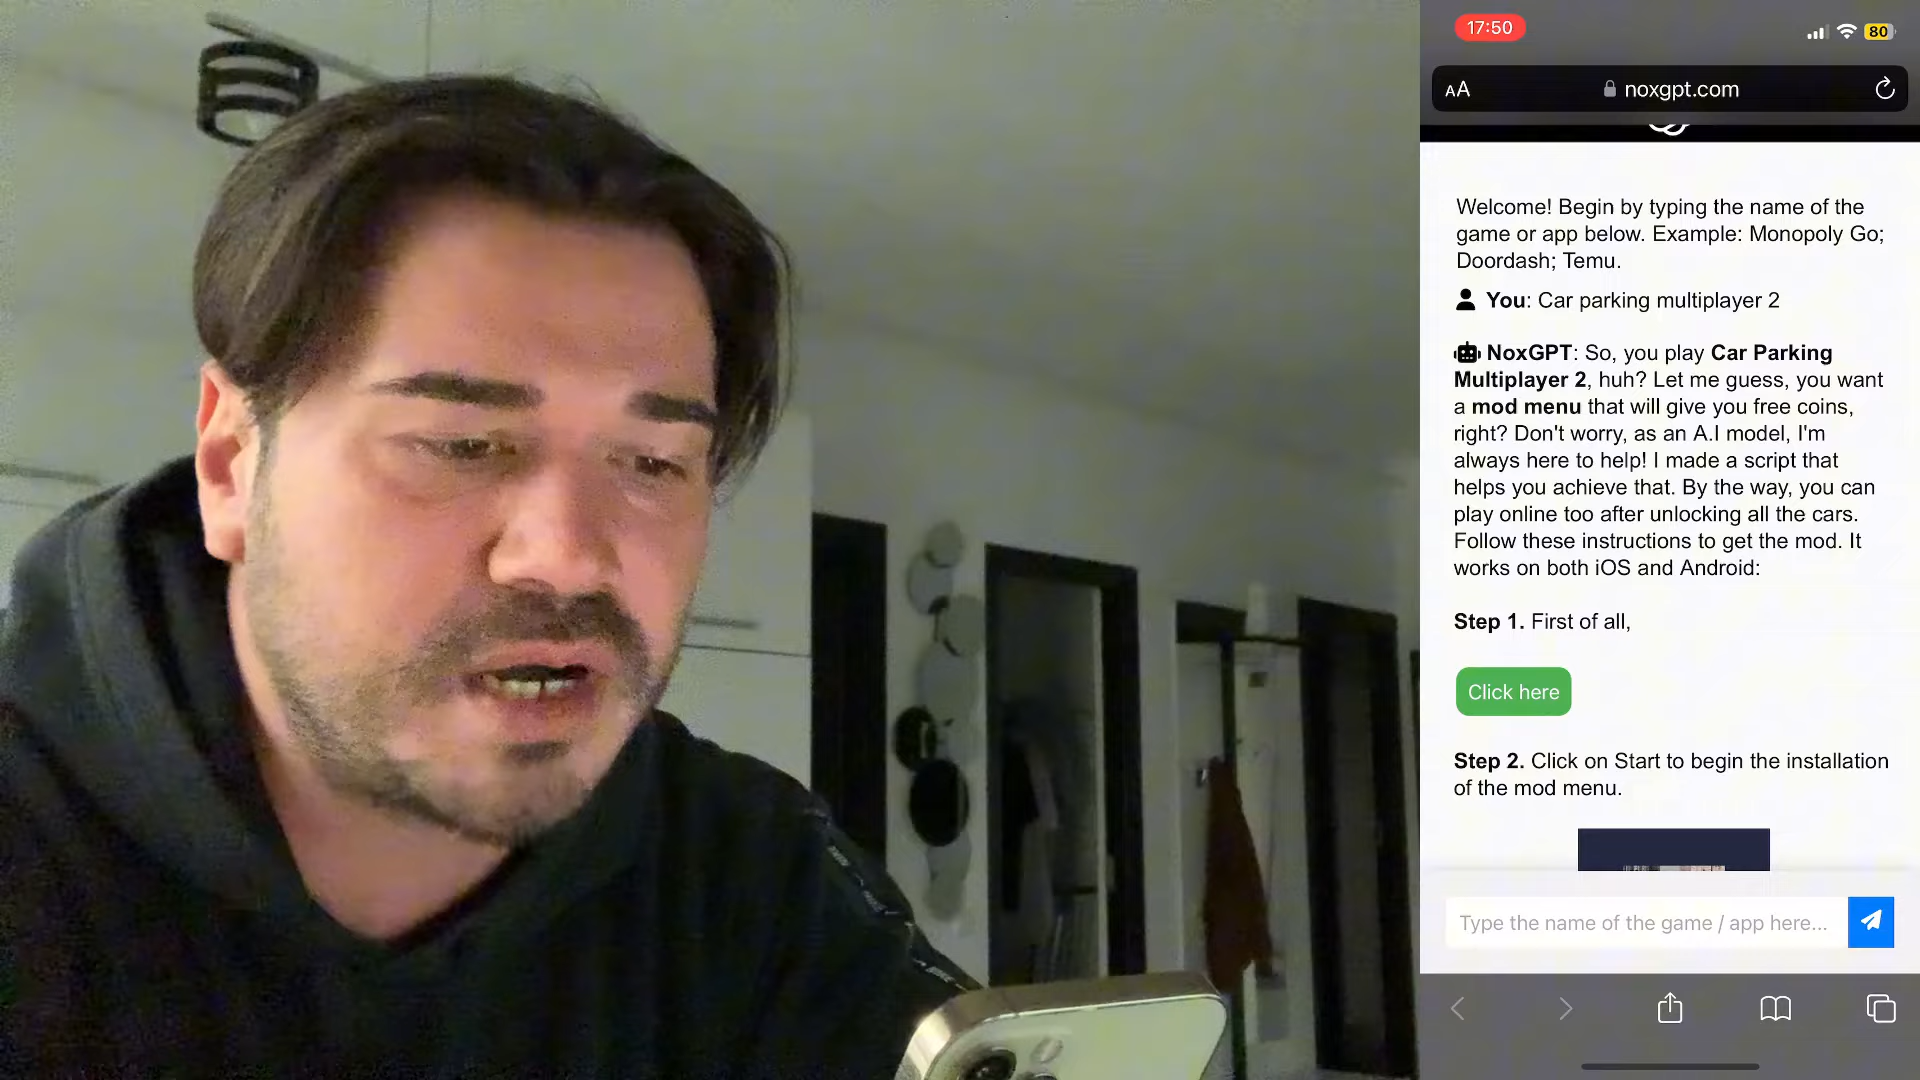 17:50
80
AA
noxgpt.com
Welcome! Begin by typing the name of the
game or app below. Example: Monopoly Go;
Doordash; Temu.
You: Car parking multiplayer 2
NoxGPT: So, you play Car Parking
Multiplayer 2, huh? Let me guess, you want
a mod menu that will give you free coins,
right? Don't worry, as an A.I model, I'm
always here to help! I made a script that
helps you achieve that. By the way, you can
play online too after unlocking all the cars.
Follow these instructions to get the mod. It
works on both iOS and Android:
Step 1. First of all,
Click here
Step 2. Click on Start to begin the installation
of the mod menu.
Type the name of the game / app here...